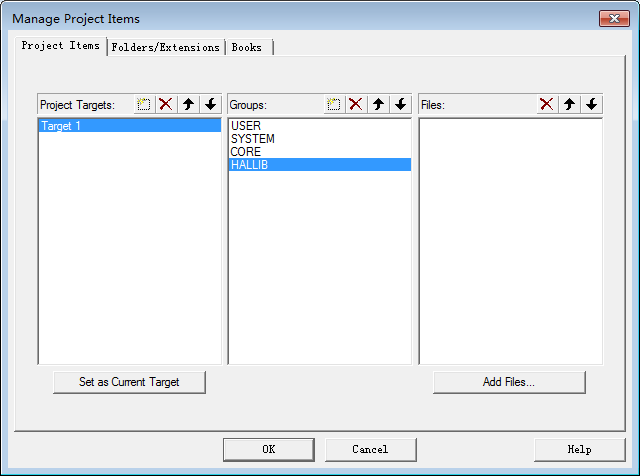 Manage Project Items
Project Items Folders/Extensions Books
Project Targets: Groups: Files:
Target 1
USER
SYSTEM
CORE
HALLIB
Set as Current Target Add Files...
OK Cancel Help